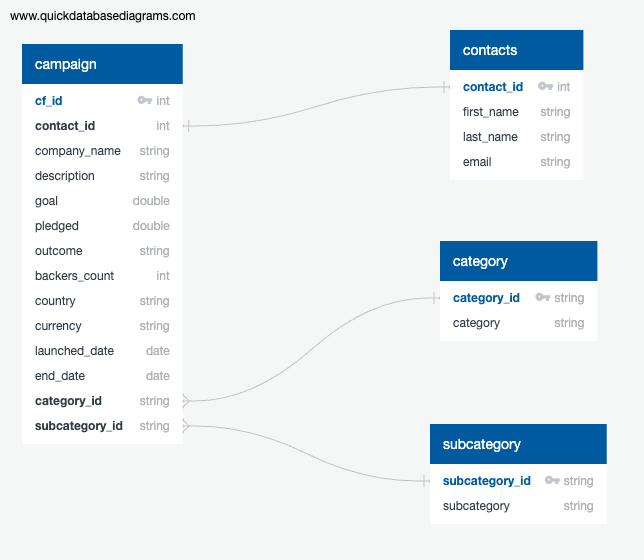 www.quickdatabasediagrams.com
campaign
cf_id int
contact_id int
company_name string
description string
goal double
pledged double
outcome string
backers_count int
country string
currency string
launched_date date
end_date date
category_id string
subcategory_id string
contacts
contact_id int
first_name string
last_name string
email string
category
category_id string
category string
subcategory
subcategory_id string
subcategory string